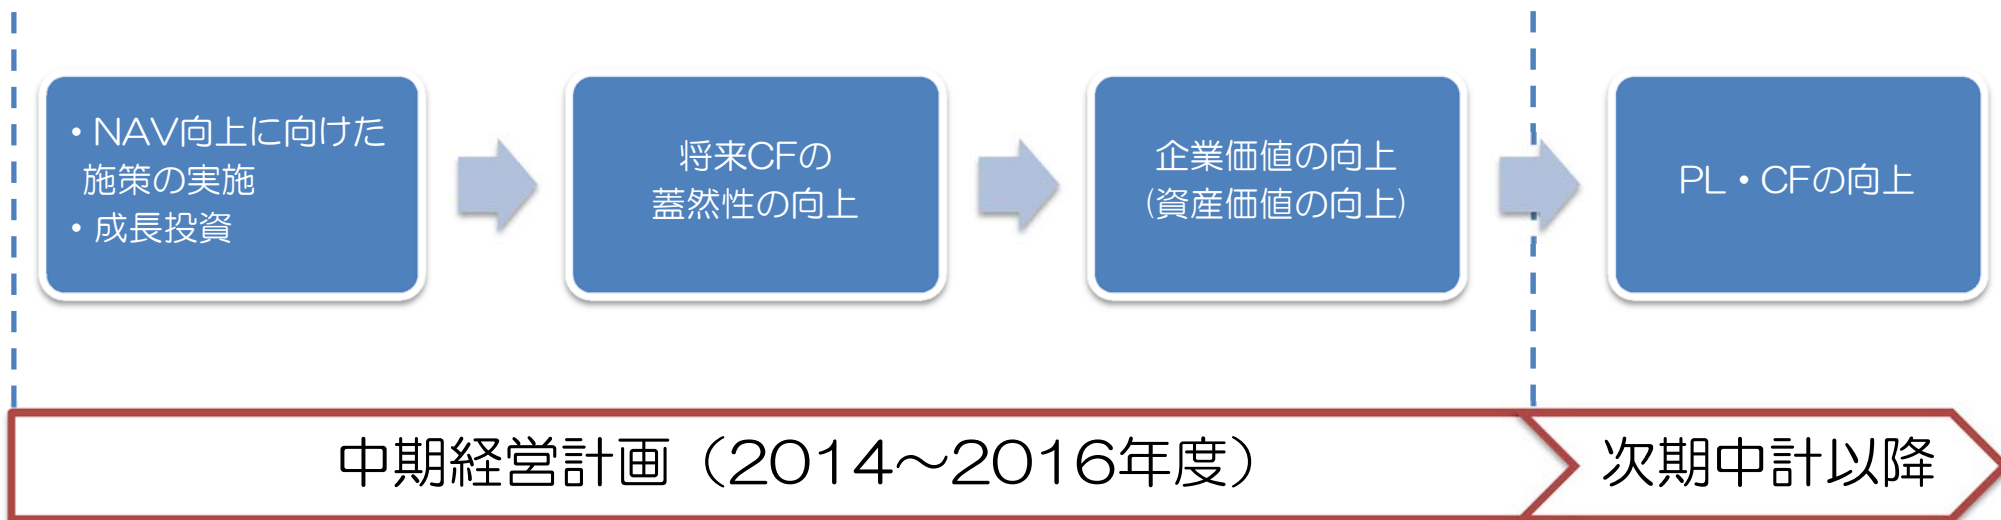 ・NAV向上に向けた
施策の実施
・成長投資
将来CFの
蓋然性の向上
企業価値の向上
(資産価値の向上)
PL・CFの向上
中期経営計画（2014～2016年度）
次期中計以降